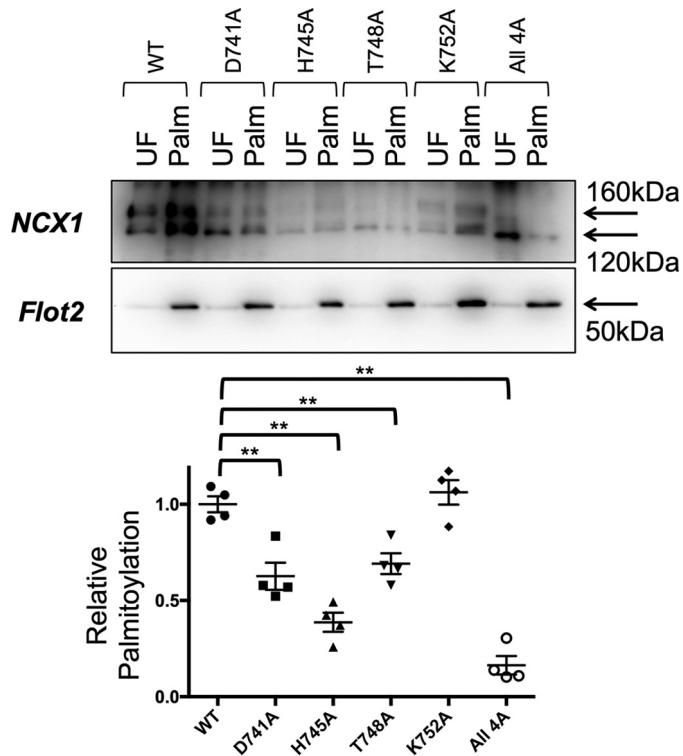 WT D741A H745A T748A K752A All 4A
UF Palm UF Palm UF Palm UF Palm UF Palm UF Palm
NCX1
160kDa
120kDa
Flot2
50kDa
**
**
**
**
Relative
Palmitoylation
1.0
0.5
0.0
WT D741A H745A T748A K752A All 4A